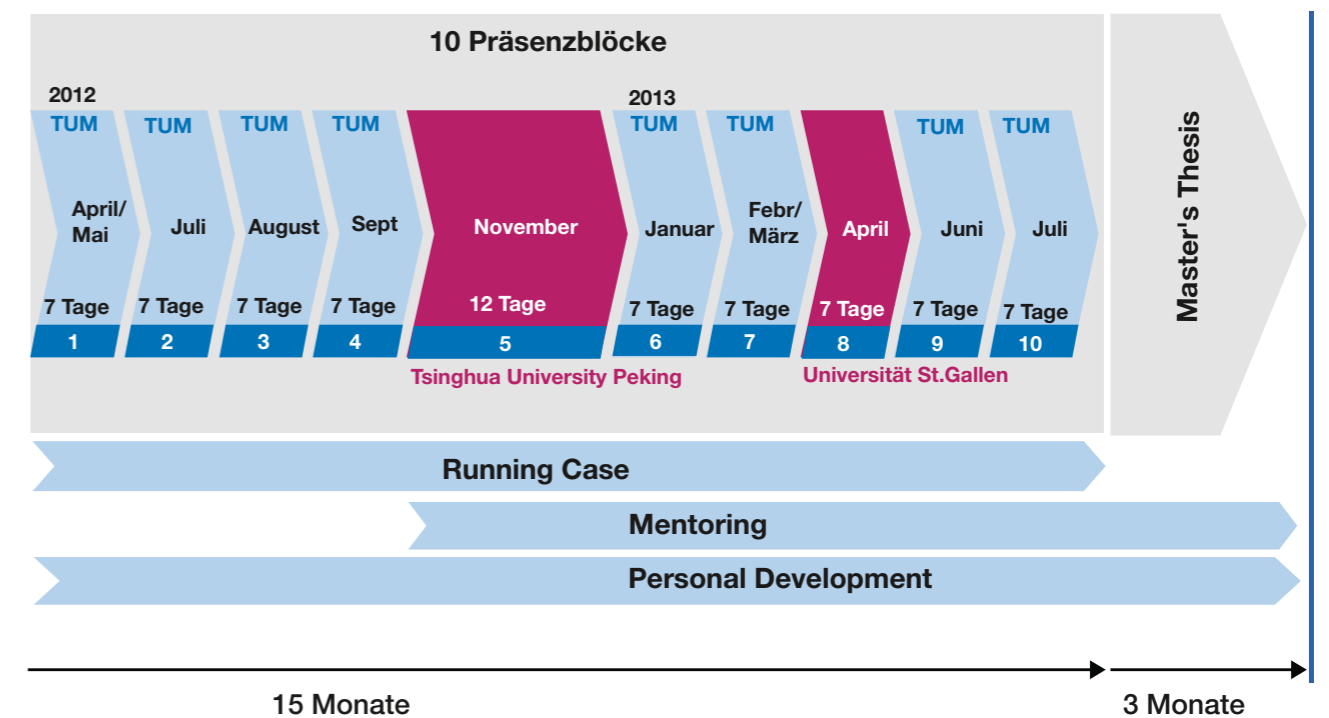 10 Präsenzblöcke
2012
2013
TUM
TUM
TUM
TUM
TUM
TUM
TUM
TUM
April/
Mai
Juli
August
Sept
November
Januar
Febr/
März
April
Juni
Juli
7 Tage
7 Tage
7 Tage
7 Tage
12 Tage
7 Tage
7 Tage
7 Tage
7 Tage
7 Tage
1
2
3
4
5
6
7
8
9
10
Tsinghua University Peking
Universität St.Gallen
Master's Thesis
Running Case
Mentoring
Personal Development
15 Monate
3 Monate